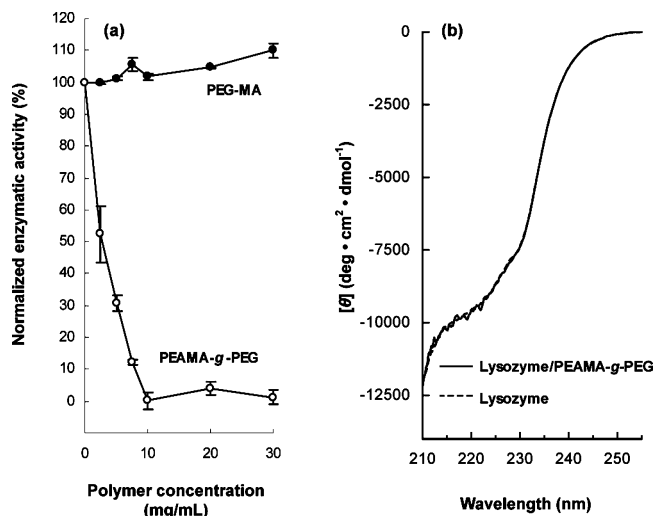 (a)
120
110
100
90
80
70
60
50
40
30
20
10
0
Normalized enzymatic activity (%)
PEG-MA
PEAMA-g-PEG
0 10 20 30
Polymer concentration
(mg/mL)
(b)
0
-2500
-5000
-7500
-10000
-12500
[θ] (deg • cm² • dmol⁻¹)
Lysozyme/PEAMA-g-PEG
Lysozyme
210 220 230 240 250
Wavelength (nm)